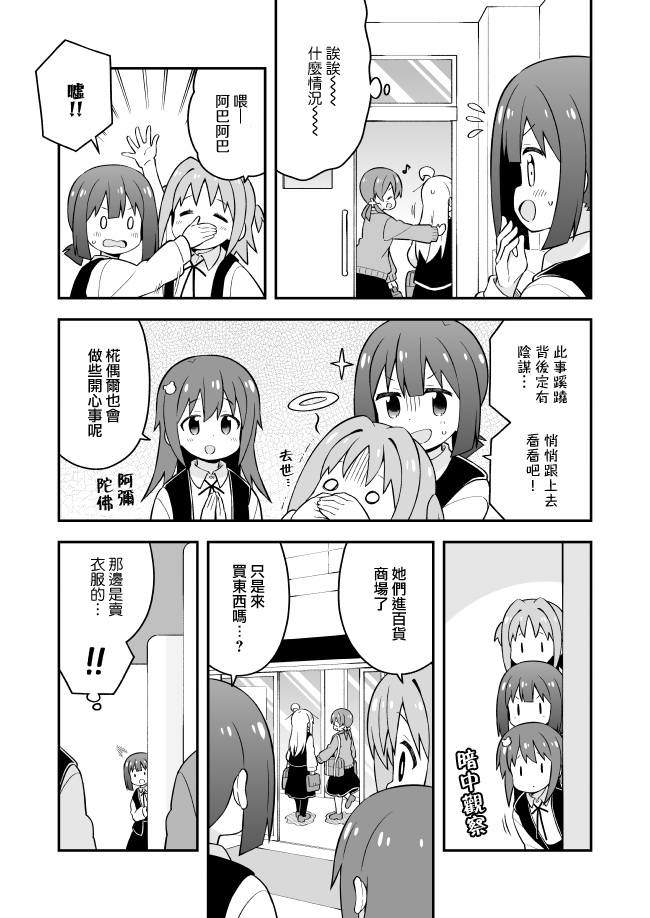 誒誒~~~
什麼情況~~~
喂—
阿巴阿巴
噓!!
此事蹊蹺
背後定有
陰謀…
悄悄跟上去
看看吧！
去世…
椛偶爾也會
做些開心事呢
阿彌
陀佛
暗中觀察
她們進百貨
商場了
只是來
買東西嗎…?
那邊是賣
衣服的…
!!